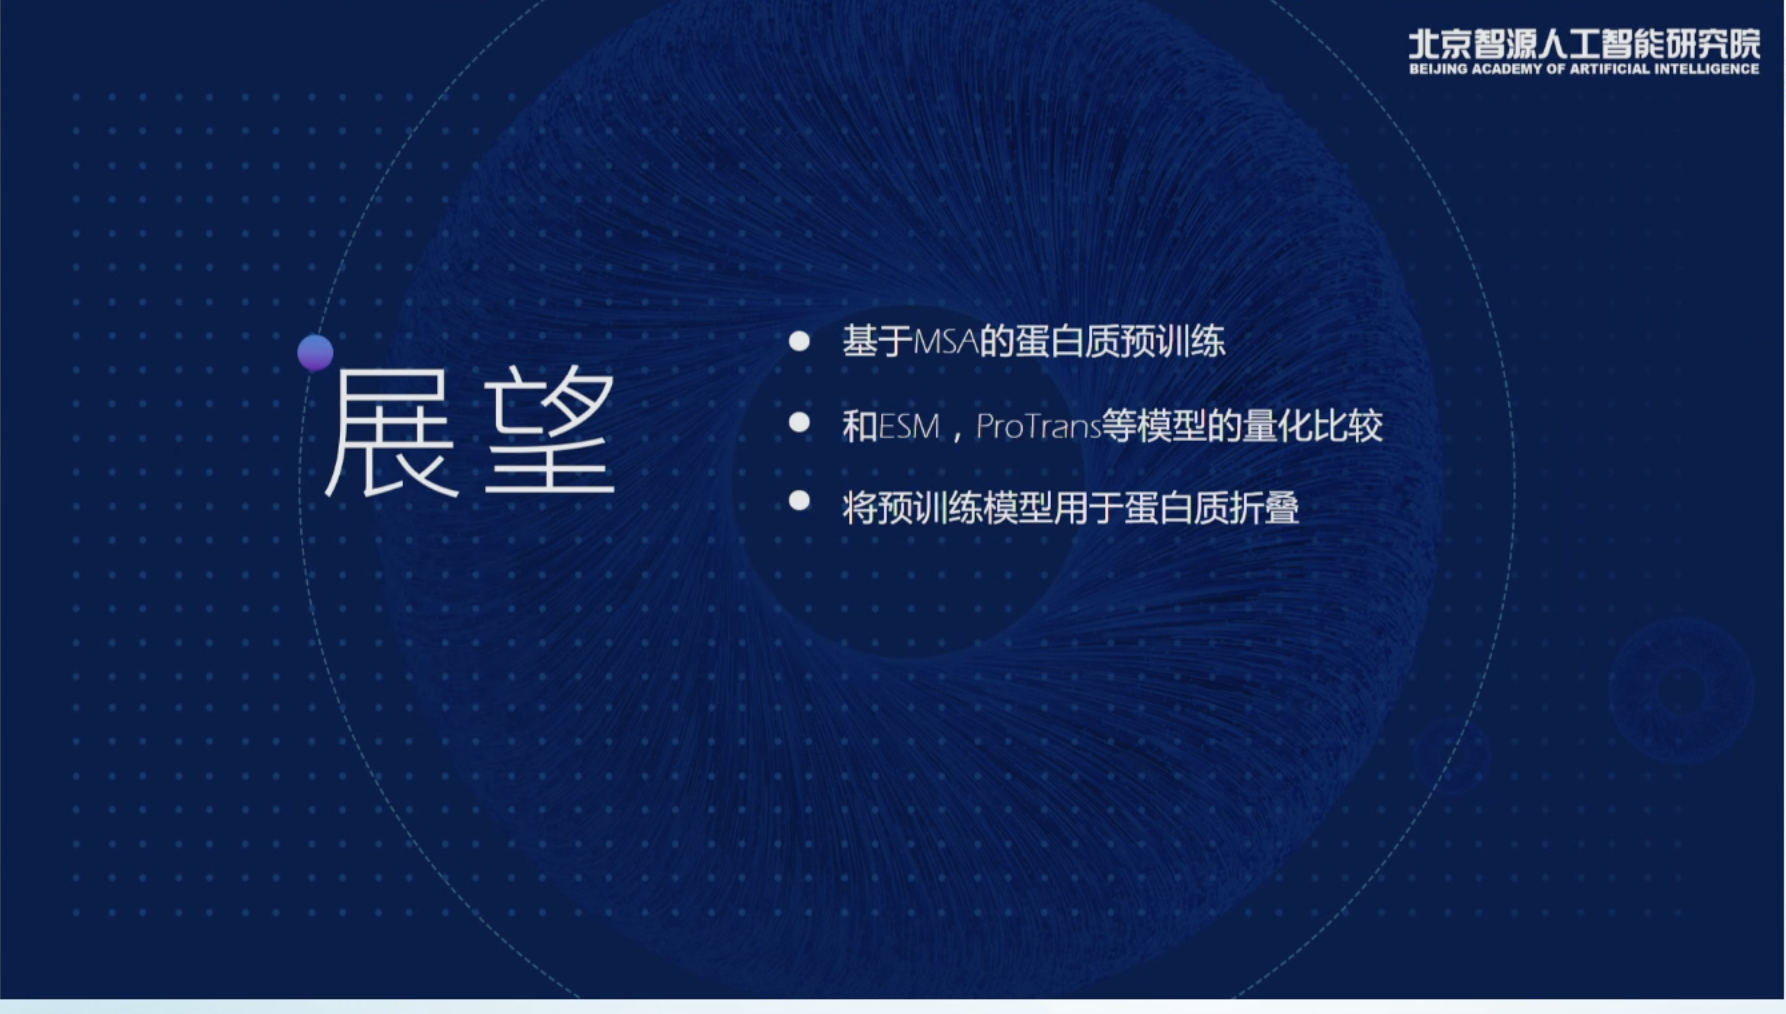 北京智源人工智能研究院
BEIJING ACADEMY OF ARTIFICIAL INTELLIGENCE
展望
基于MSA的蛋白质预训练
和ESM，ProTrans等模型的量化比较
将预训练模型用于蛋白质折叠